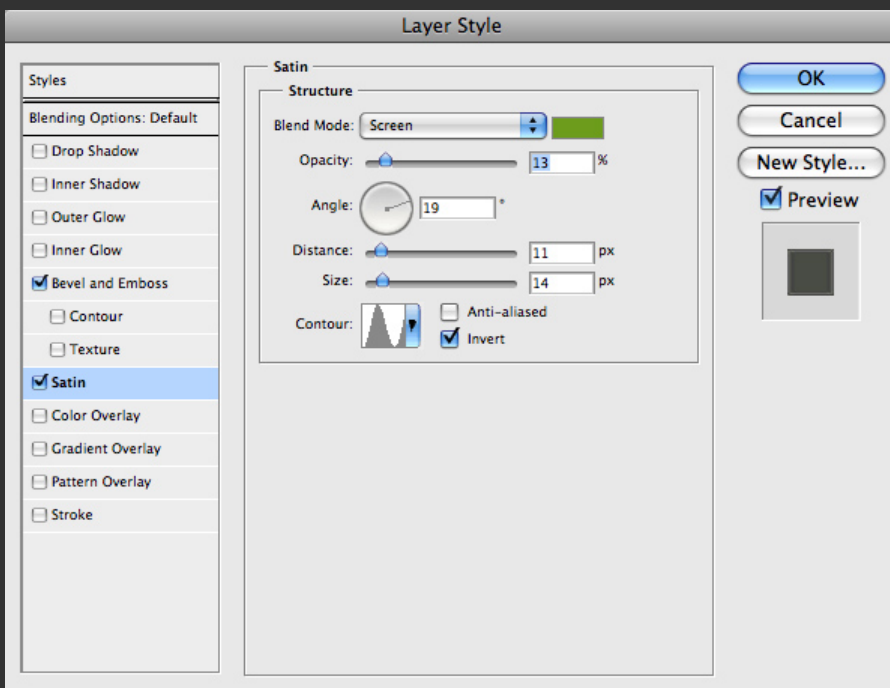 Layer Style
Styles
Blending Options: Default
Drop Shadow
Inner Shadow
Outer Glow
Inner Glow
Bevel and Emboss
Contour
Texture
Satin
Color Overlay
Gradient Overlay
Pattern Overlay
Stroke
Satin
Structure
Blend Mode: Screen
Opacity: 13 %
Angle: 19 °
Distance: 11 px
Size: 14 px
Contour: Anti-aliased
Invert
OK
Cancel
New Style...
Preview